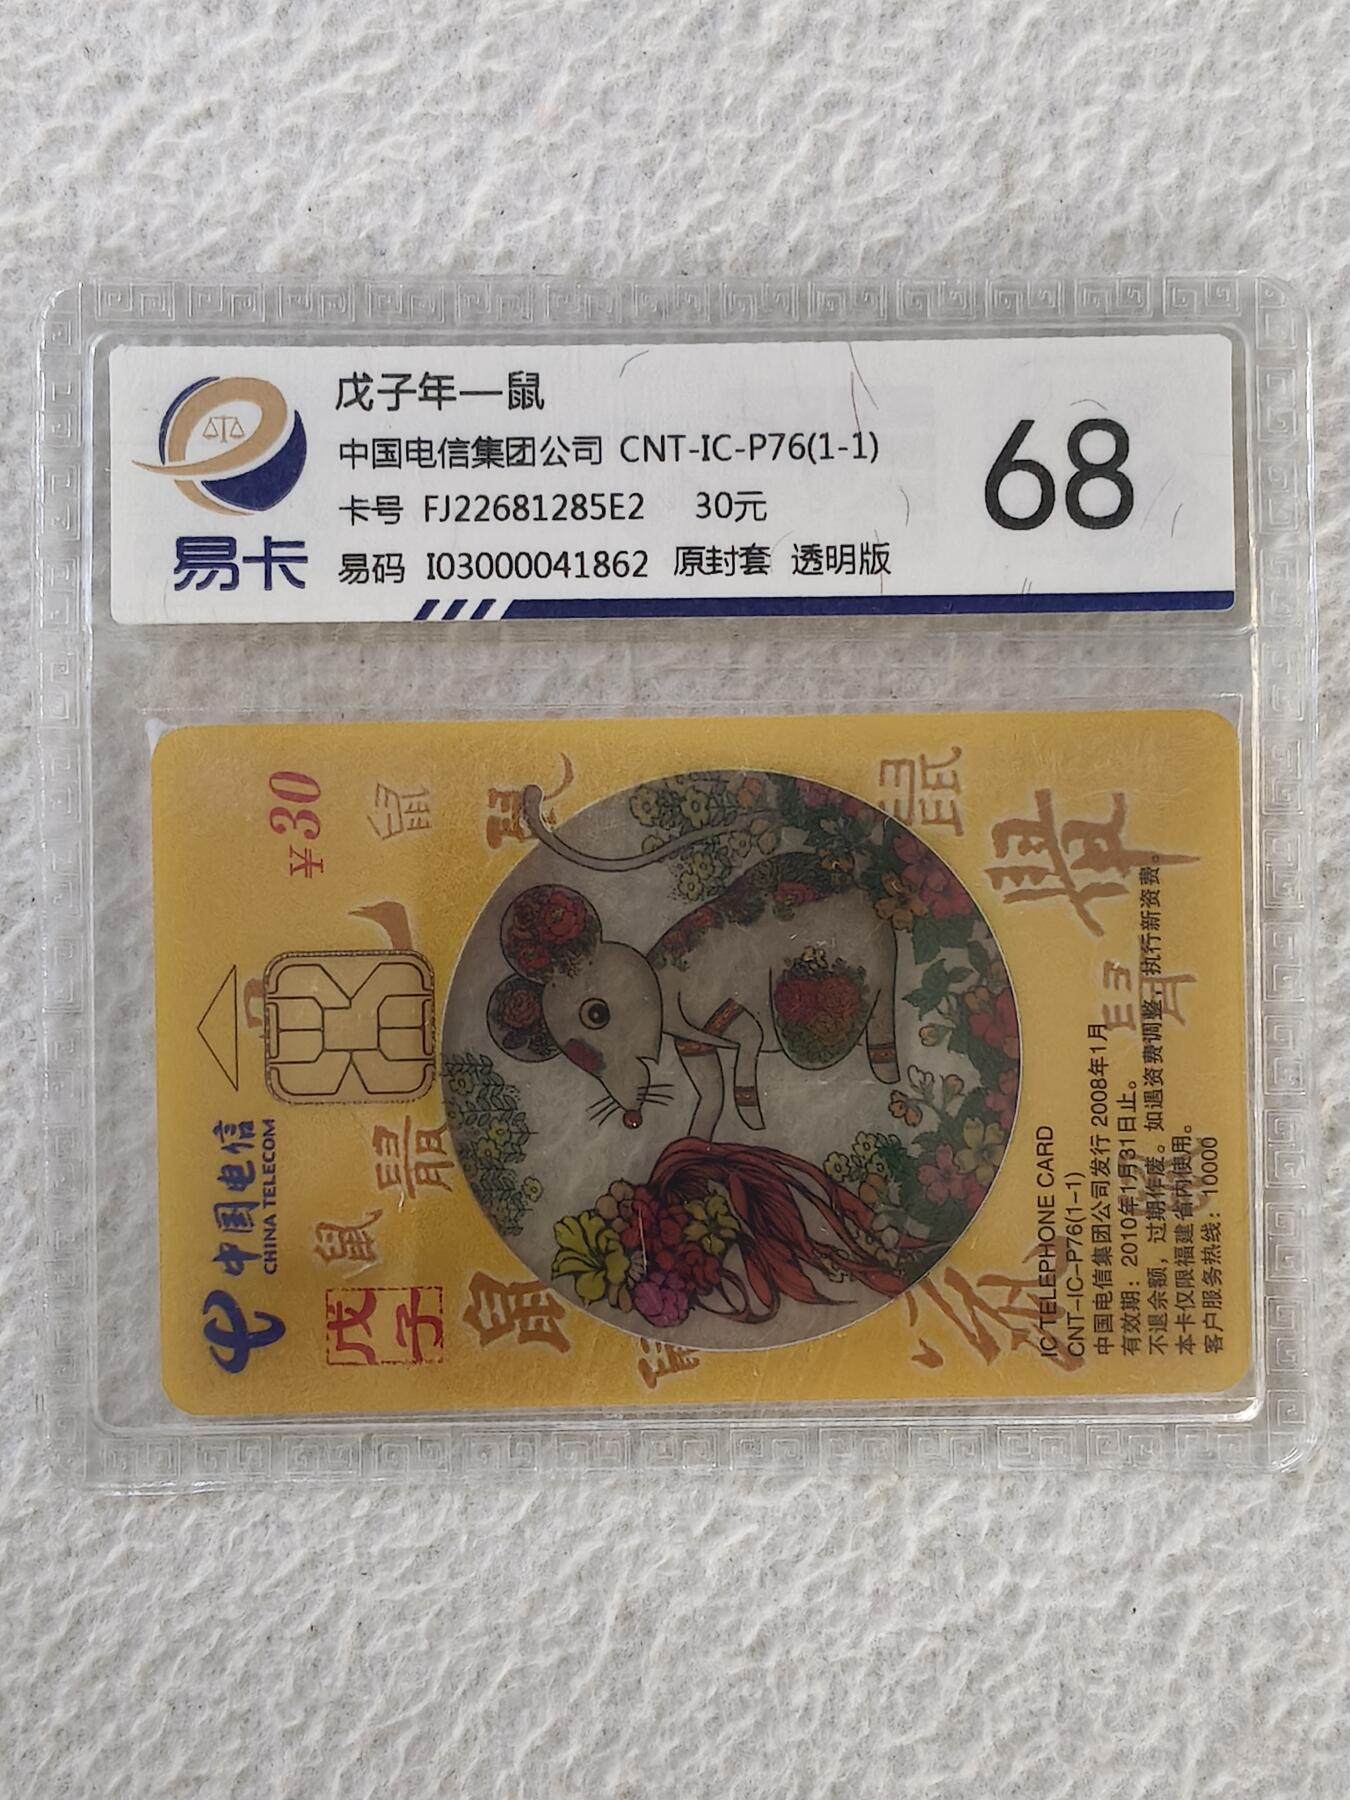 戊子年—鼠
中国电信集团公司 CNT-IC-P76(1-1)
卡号 FJ22681285E2 30元
易码 I03000041862 原封套 透明版
易卡
68
中国电信
CHINA TELECOM
¥30
戊子
鼠
鼠
鼠
鼠
IC TELEPHONE CARD
CNT-IC-P76(1-1)
中国电信集团公司发行 2008年1月
有效期：2010年1月31日止。
不退余额，过期作废。如遇资费调整，执行新资费。
本卡仅限福建省内使用。
客户服务热线：10000